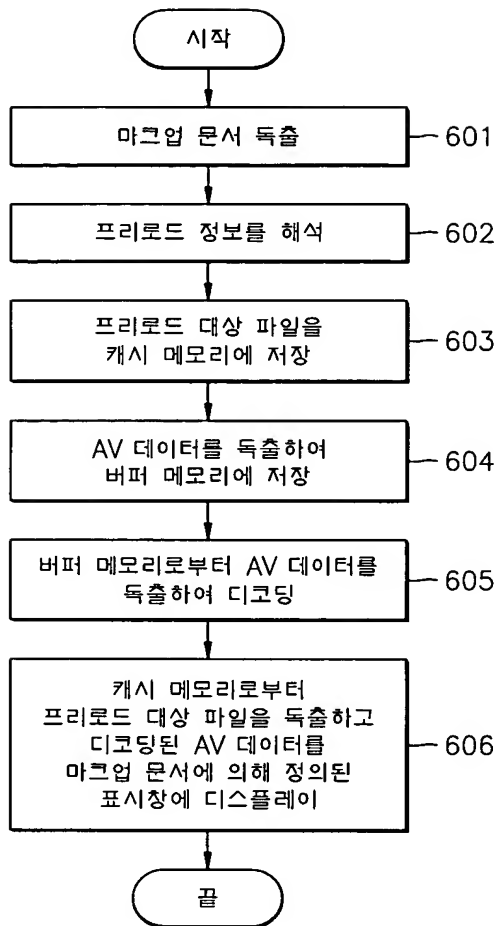 시작
마크업 문서 독출
601
프리로드 정보를 해석
602
프리로드 대상 파일을
캐시 메모리에 저장
603
AV 데이터를 독출하여
버퍼 메모리에 저장
604
버퍼 메모리로부터 AV 데이터를
독출하여 디코딩
605
캐시 메모리로부터
프리로드 대상 파일을 독출하고
디코딩된 AV 데이터를
마크업 문서에 의해 정의된
표시창에 디스플레이
606
끝